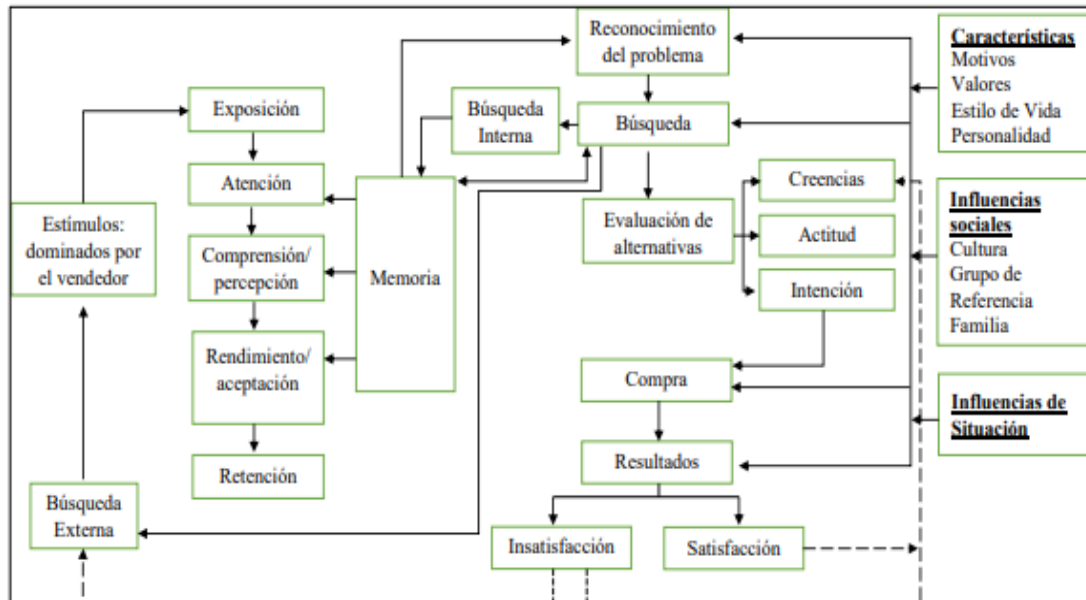 Reconocimiento
del problema
Características
Motivos
Valores
Estilo de Vida
Personalidad
Exposición
Búsqueda
Interna
Búsqueda
Atención
Creencias
Estímulos:
dominados por
el vendedor
Evaluación de
alternativas
Influencias
sociales
Cultura
Grupo de
Referencia
Familia
Actitud
Comprensión/
percepción
Memoria
Intención
Rendimiento/
aceptación
Compra
Influencias de
Situación
Retención
Resultados
Búsqueda
Externa
Insatisfacción
Satisfacción